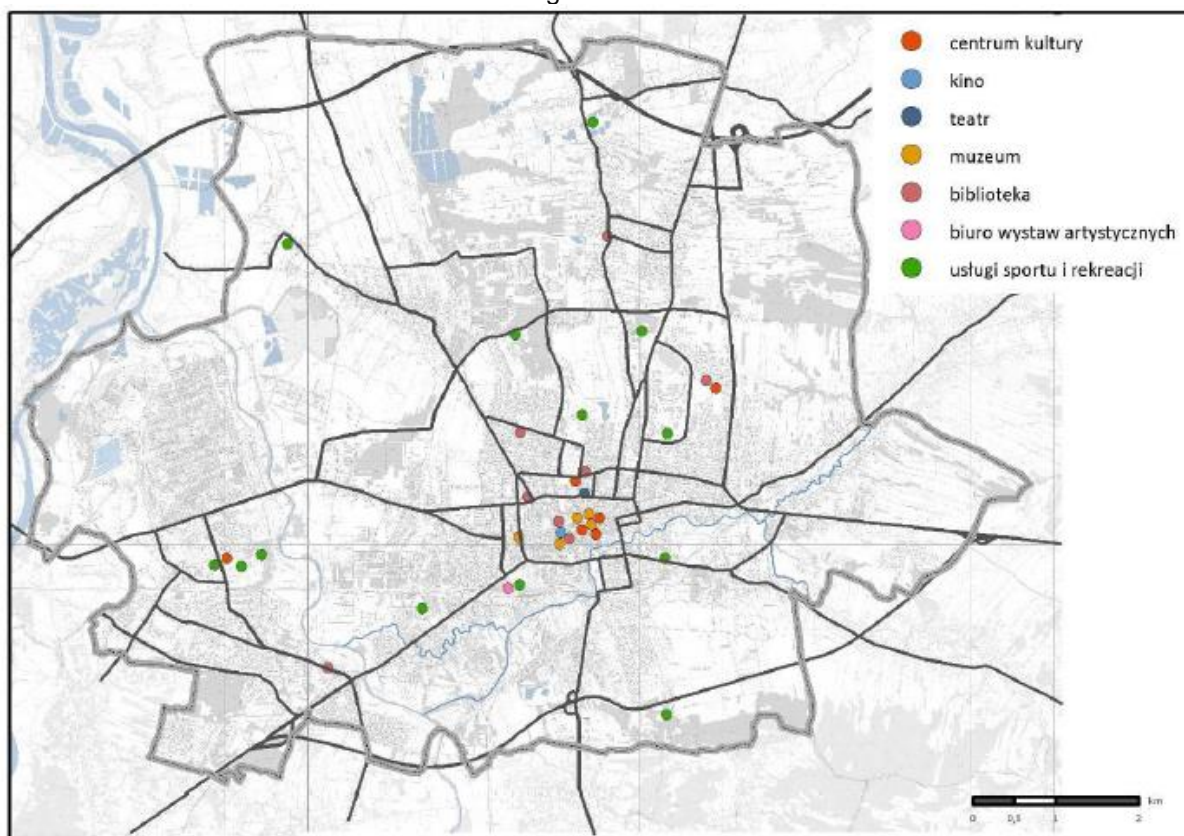 centrum kultury
kino
teatr
muzeum
biblioteka
biuro wystaw artystycznych
usługi sportu i rekreacji
0 0,5 1 2 km